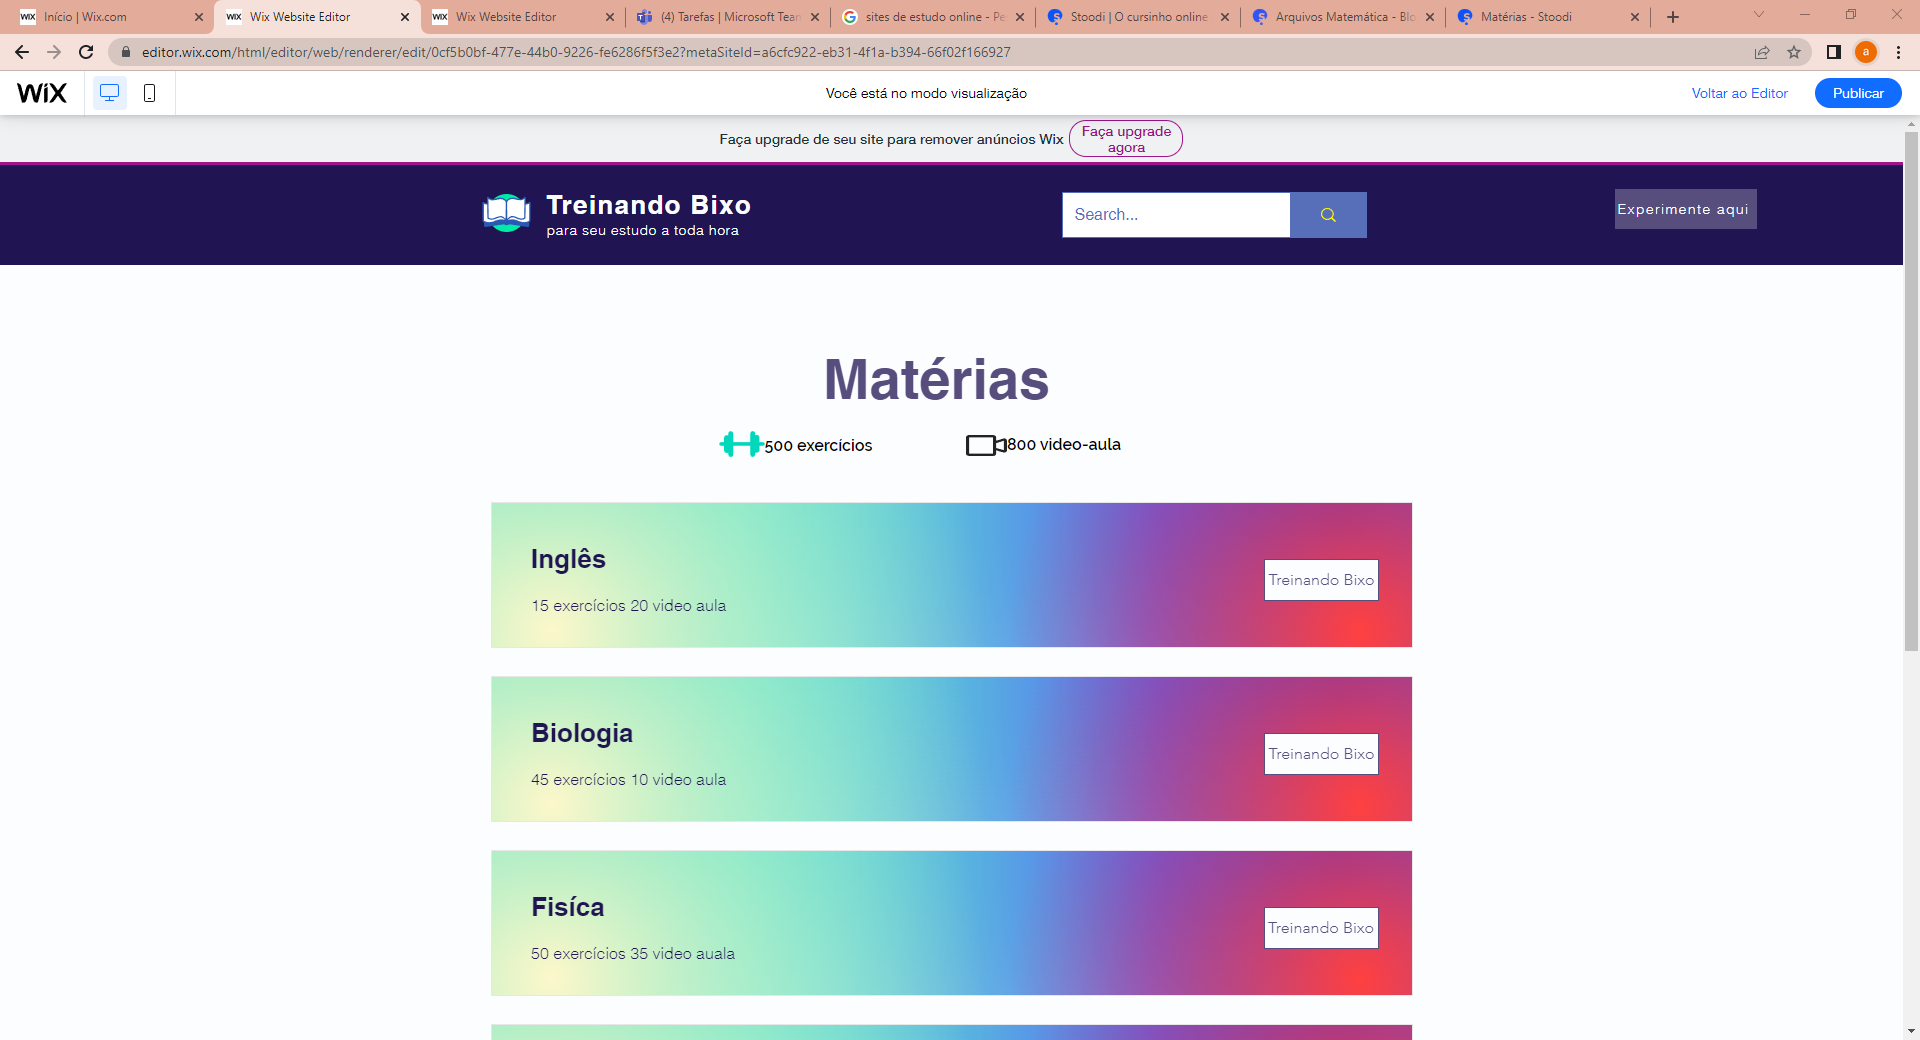 Início | Wix.com
Wix Website Editor
Wix Website Editor
(4) Tarefas | Microsoft Tean
sites de estudo online - Pe
Stoodi | O cursinho online
Arquivos Matemática - Blo
Matérias - Stoodi
editor.wix.com/html/editor/web/renderer/edit/0cf5b0bf-477e-44b0-9226-fe6286f5f3e2?metaSiteId=a6cfc922-eb31-4f1a-b394-66f02f166927
a
WiX
Você está no modo visualização
Voltar ao Editor
Publicar
Faça upgrade de seu site para remover anúncios Wix
Faça upgrade
agora
Treinando Bixo
para seu estudo a toda hora
Search...
Experimente aqui
Matérias
500 exercícios
800 video-aula
Inglês
15 exercícios 20 video aula
Treinando Bixo
Biologia
45 exercícios 10 video aula
Treinando Bixo
Fisíca
50 exercícios 35 video auala
Treinando Bixo